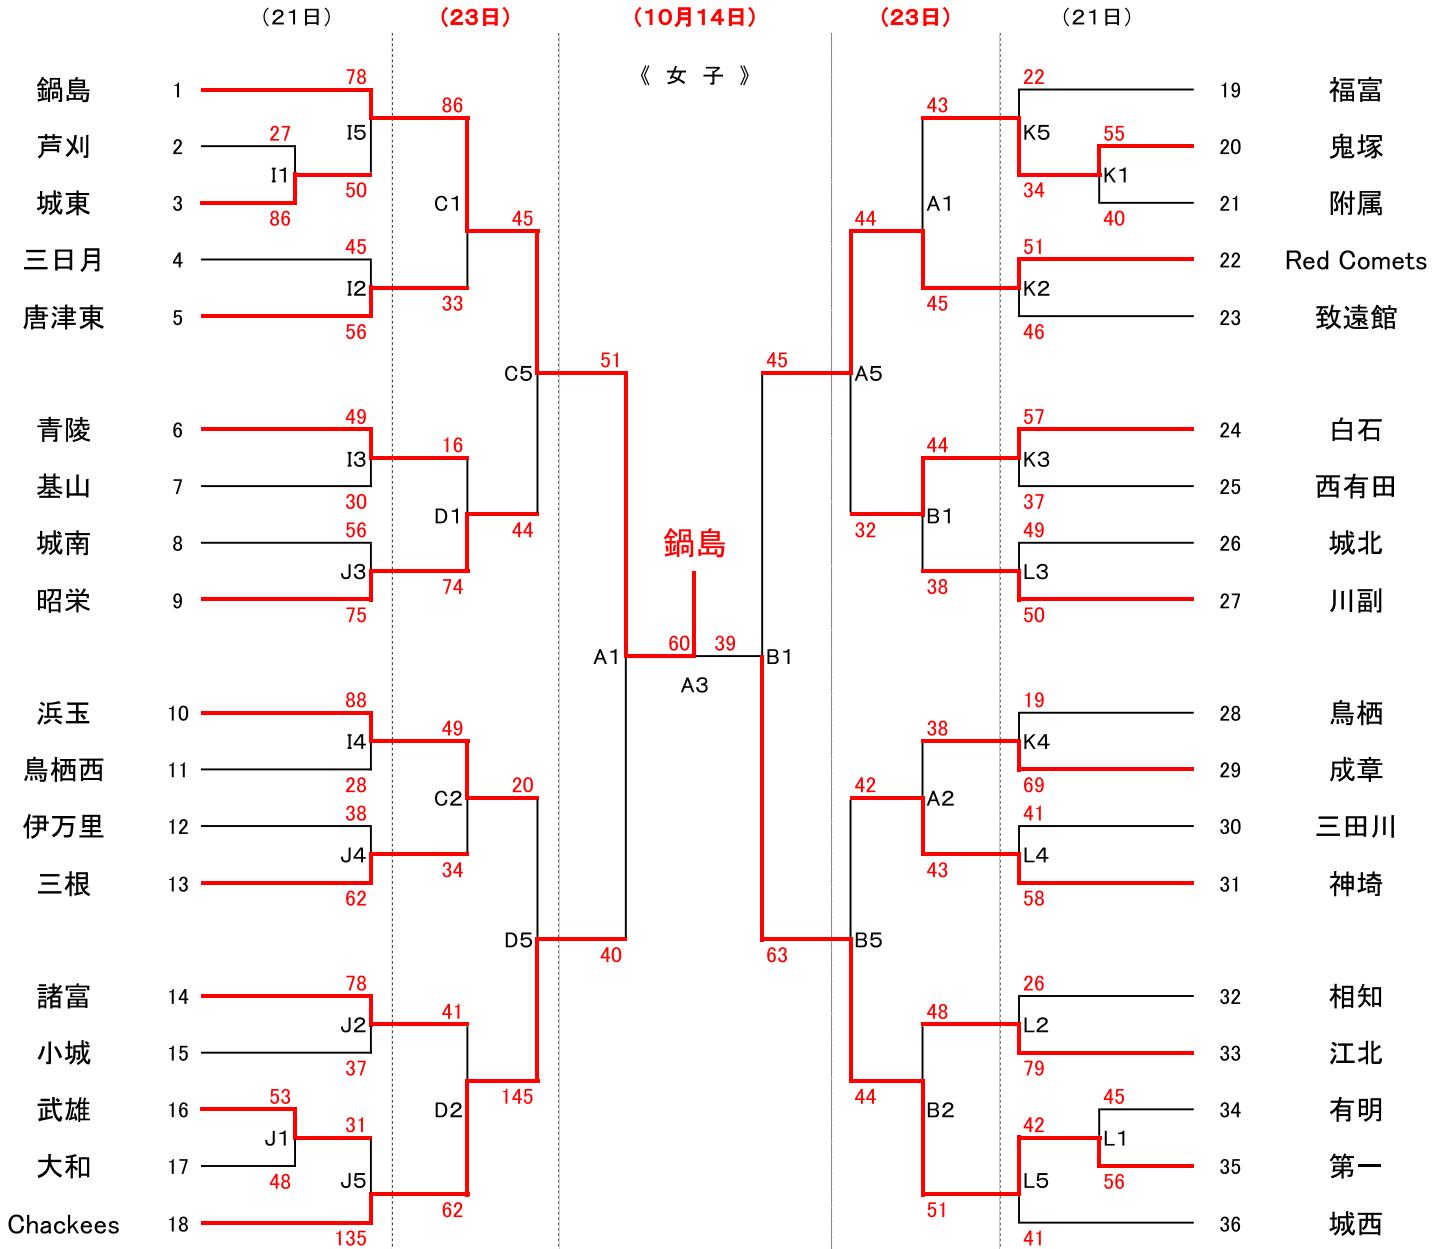 （21日） （23日） （10月14日） （23日） （21日）
《 女 子 》
鍋島 1 78 86 43 22 19 福富
I5 K5
芦刈 2 27 55 20 鬼塚
I1 K1
城東 3 86 50 C1 45 44 A1 34 40 21 附属
三日月 4 45 51 22 Red Comets
I2 K2
唐津東 5 56 33 45 46 23 致遠館
C5 51 45 A5
青陵 6 49 16 44 57 24 白石
I3 K3
基山 7 30 37 25 西有田
D1 44 32 B1
城南 8 56 鍋島 49 26 城北
J3 L3
昭栄 9 75 74 38 50 27 川副
A1 60 39 B1
A3
浜玉 10 88 49 38 19 28 鳥栖
I4 K4
鳥栖西 11 28 69 29 成章
C2 20 42 A2
伊万里 12 38 41 30 三田川
J4 L4
三根 13 62 34 43 58 31 神埼
D5 40 63 B5
諸富 14 78 41 48 26 32 相知
J2 L2
小城 15 37 79 33 江北
D2 145 44 B2
武雄 16 53 31 42 45 34 有明
J1 L1
大和 17 48 56 35 第一
J5 L5
Chackees 18 135 62 51 41 36 城西